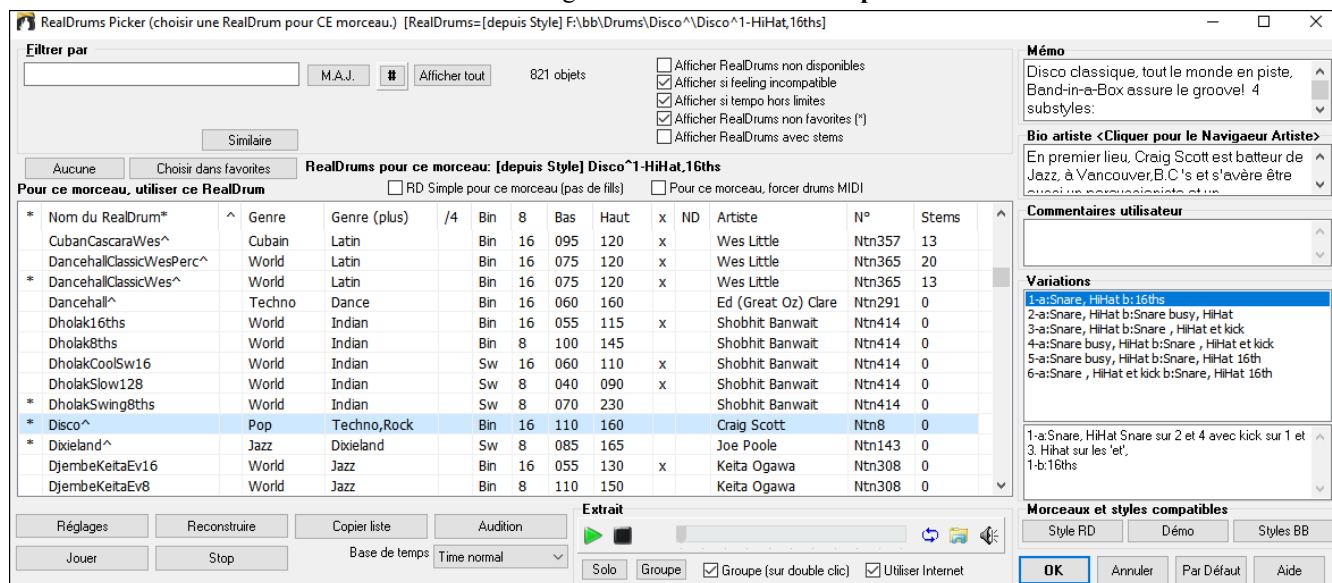 RealDrums Picker (choisir une RealDrum pour CE morceau.) [RealDrums=[depuis Style] F:\bb\Drums\Disco^\Disco^1-HiHat,16ths]
Filtrer par
M.A.J. # Afficher tout 821 objets
Similaire
Afficher RealDrums non disponibles
Afficher si feeling incompatible
Afficher si tempo hors limites
Afficher RealDrums non favorites (*)
Afficher RealDrums avec stems
Aucune Choisir dans favorites RealDrums pour ce morceau: [depuis Style] Disco^1-HiHat,16ths
Pour ce morceau, utiliser ce RealDrum RD Simple pour ce morceau (pas de fills) Pour ce morceau, forcer drums MIDI
* Nom du RealDrum* ^ Genre Genre (plus) /4 Bin 8 Bas Haut x ND Artiste N° Stems
CubanCascaraWes^ Cubain Latin Bin 16 095 120 x Wes Little Ntn357 13
DancehallClassicWesPerc^ World Latin Bin 16 075 120 x Wes Little Ntn365 20
* DancehallClassicWes^ World Latin Bin 16 075 120 x Wes Little Ntn365 13
Dancehall^ Techno Dance Bin 16 060 160 Ed (Great Oz) Clare Ntn291 0
Dholak16ths World Indian Bin 16 055 115 x Shobhit Banwait Ntn414 0
Dholak8ths World Indian Bin 8 100 145 Shobhit Banwait Ntn414 0
DholakCoolSw16 World Indian Sw 16 060 110 x Shobhit Banwait Ntn414 0
DholakSlow128 World Indian Sw 8 040 090 x Shobhit Banwait Ntn414 0
* DholakSwing8ths World Indian Sw 8 070 230 Shobhit Banwait Ntn414 0
* Disco^ Pop Techno,Rock Bin 16 110 160 Craig Scott Ntn8 0
* Dixieland^ Jazz Dixieland Sw 8 085 165 Joe Poole Ntn143 0
DjembeKeitaEv16 World Jazz Bin 16 055 130 x Keita Ogawa Ntn308 0
DjembeKeitaEv8 World Jazz Bin 8 110 150 Keita Ogawa Ntn308 0
Réglages Reconstruire Copier liste Audition
Jouer Stop Base de temps Time normal
Extrait
Solo Groupe Groupe (sur double clic) Utiliser Internet
Mémo
Disco classique, tout le monde en piste,
Band-in-a-Box assure le groove! 4
substyles:
Bio artiste <Cliquer pour le Navigaeur Artiste>
En premier lieu, Craig Scott est batteur de
Jazz, à Vancouver,B.C 's et s'avère être
Commentaires utilisateur
Variations
1-a:Snare, HiHat b:16ths
2-a:Snare, HiHat b:Snare busy, HiHat
3-a:Snare, HiHat b:Snare , HiHat et kick
4-a:Snare busy, HiHat b:Snare , HiHat et kick
5-a:Snare busy, HiHat b:Snare, HiHat 16th
6-a:Snare , HiHat et kick b:Snare, HiHat 16th
1-a:Snare, HiHat Snare sur 2 et 4 avec kick sur 1 et
3. Hihat sur les 'et',
1-b:16ths
Morceaux et styles compatibles
Style RD Démo Styles BB
OK Annuler Par Défaut Aide